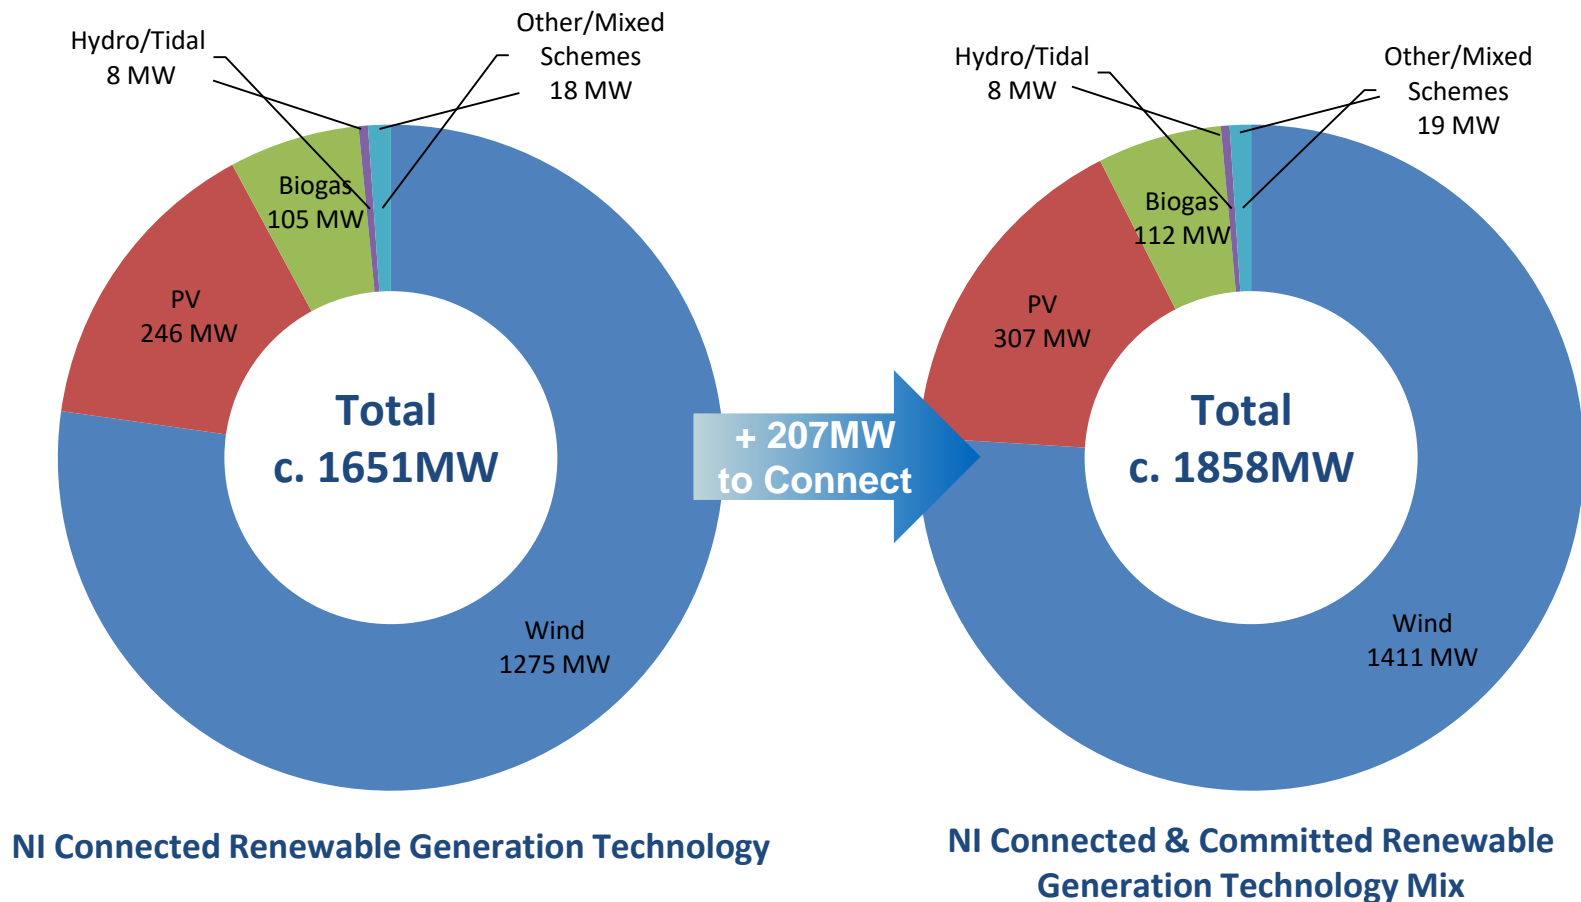 Hydro/Tidal
8 MW
Other/Mixed
Schemes
18 MW
Biogas
105 MW
PV
246 MW
Total
c. 1651MW
Wind
1275 MW
NI Connected Renewable Generation Technology
+ 207MW
to Connect
Hydro/Tidal
8 MW
Other/Mixed
Schemes
19 MW
Biogas
112 MW
PV
307 MW
Total
c. 1858MW
Wind
1411 MW
NI Connected & Committed Renewable
Generation Technology Mix